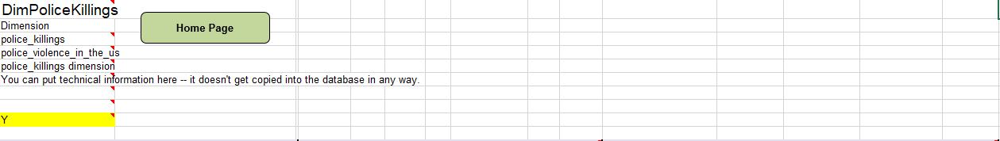 DimPoliceKillings
Dimension
Home Page
police_killings
police_violence_in_the_us
police_killings dimension
You can put technical information here -- it doesn't get copied into the database in any way.
Y